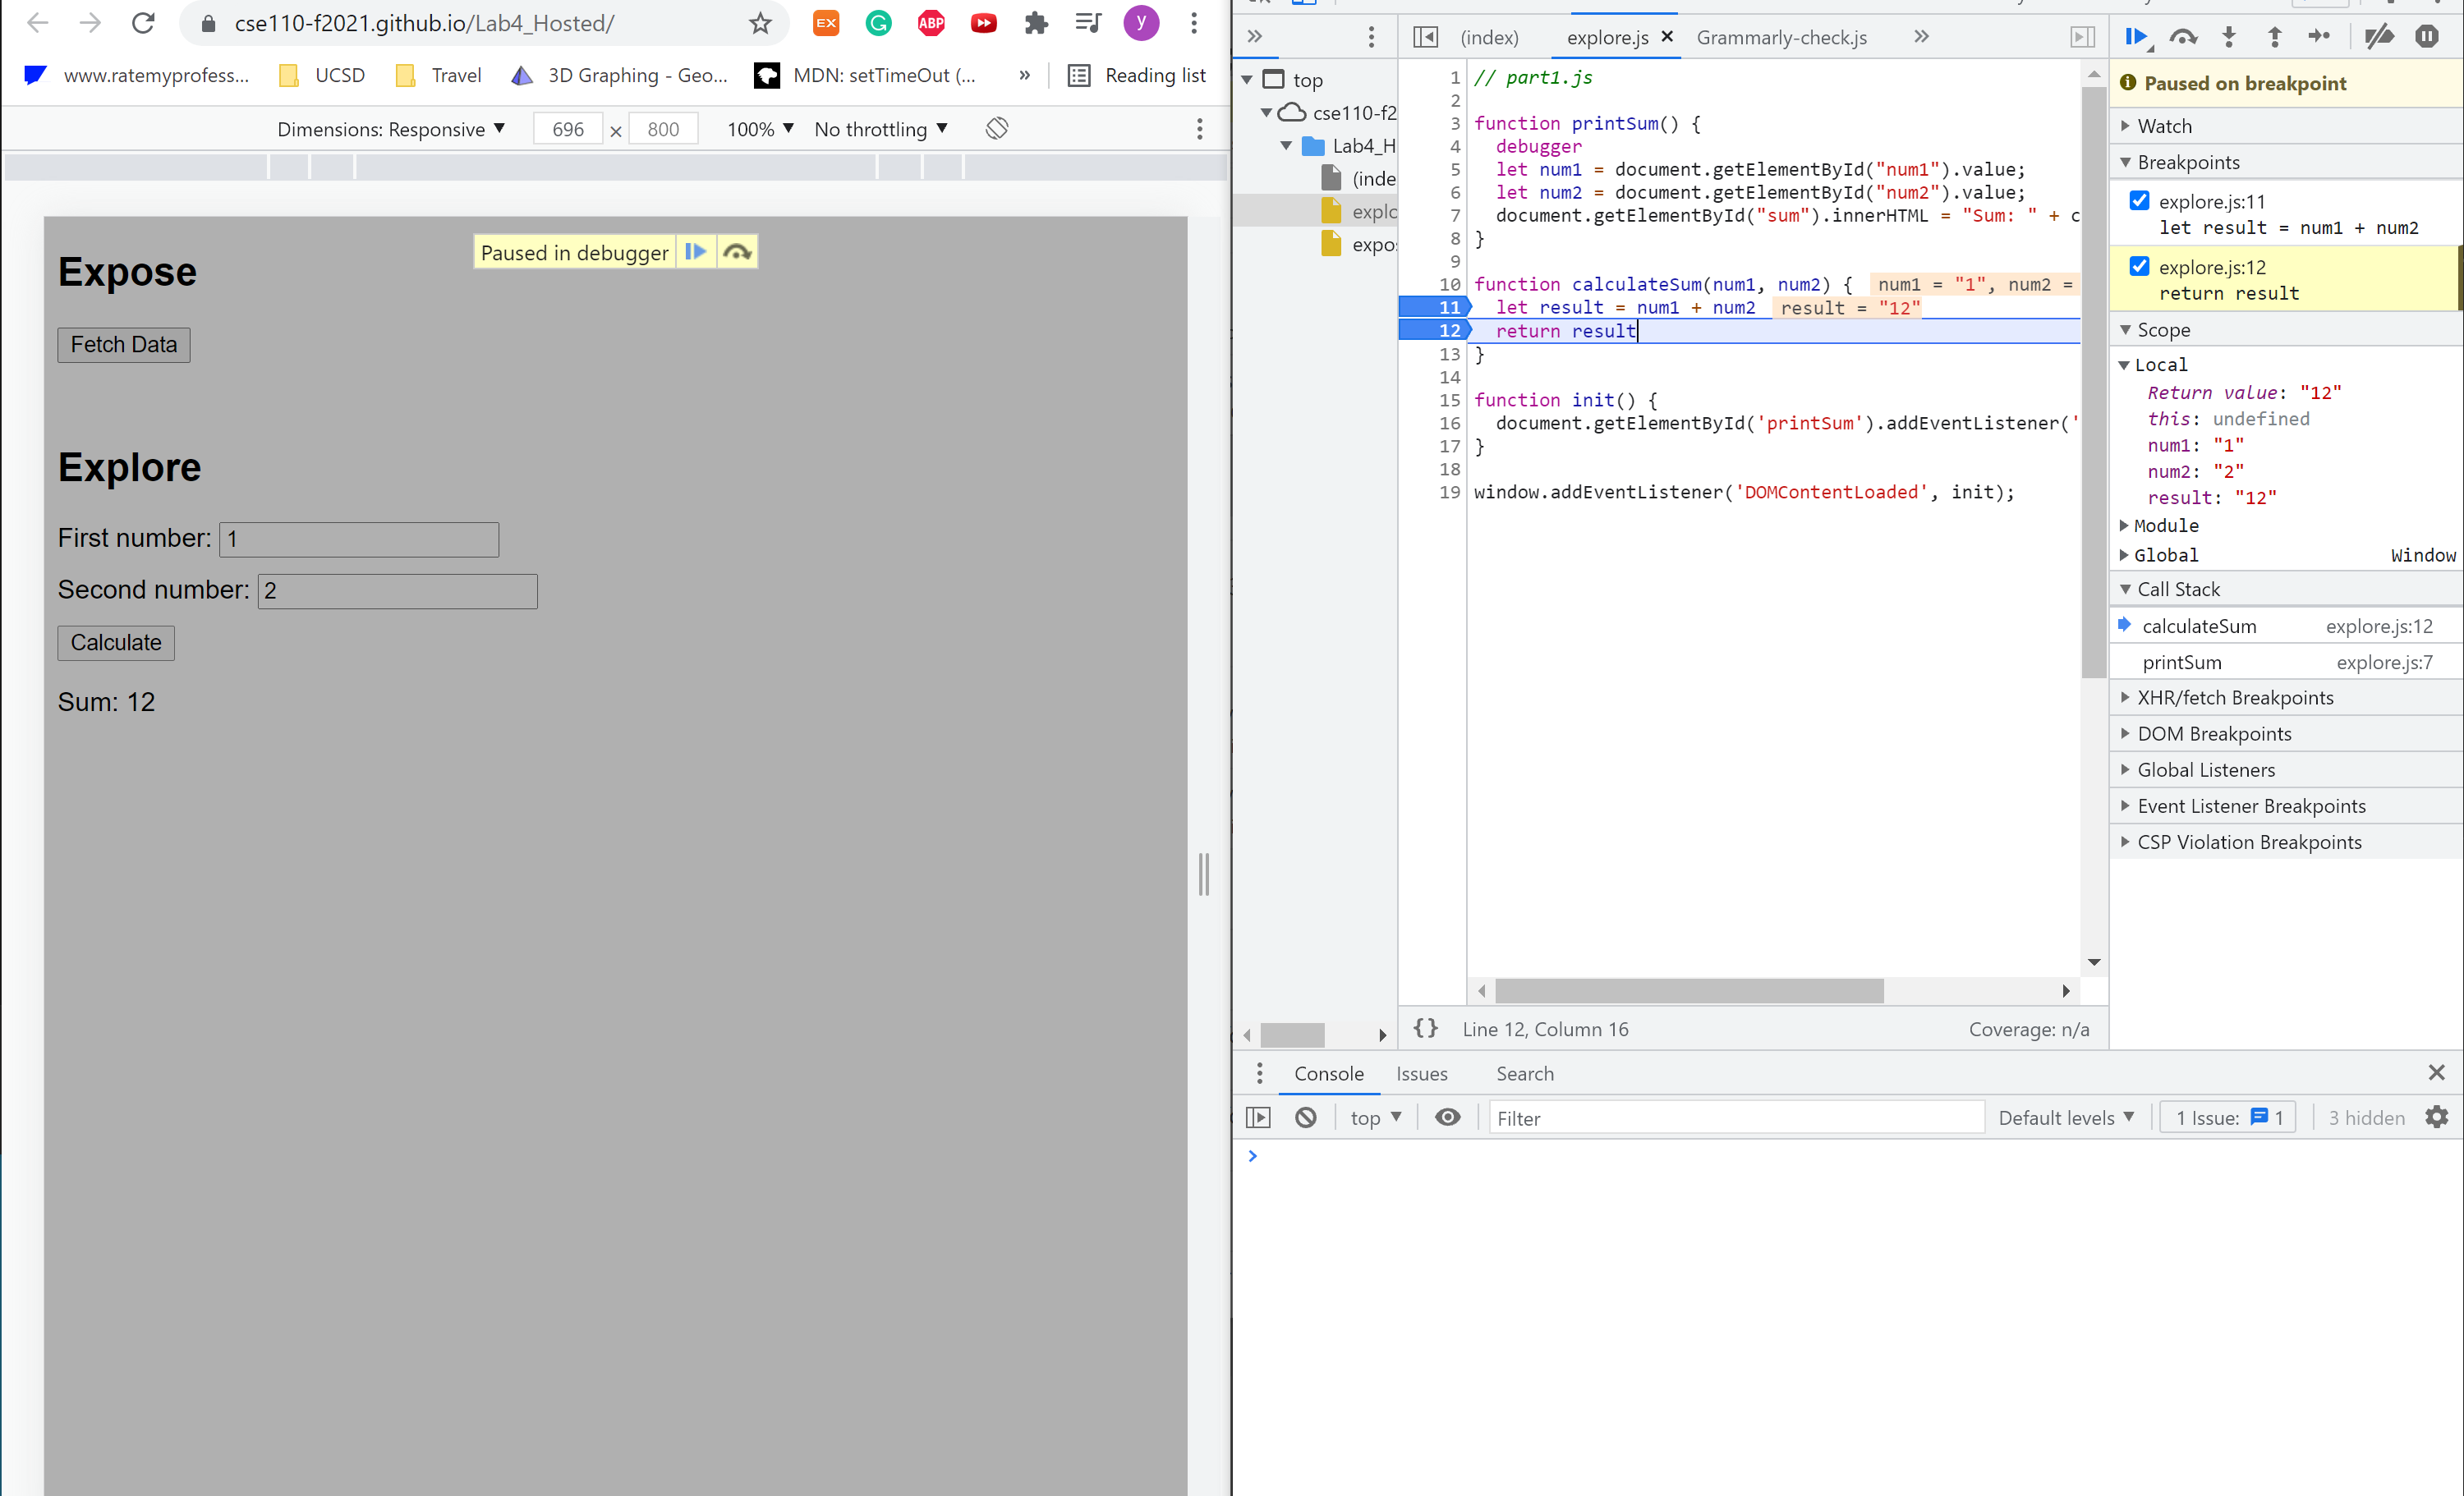 cse110-f2021.github.io/Lab4_Hosted/
EX
ABP
y
www.ratemyprofess...
UCSD
Travel
3D Graphing - Geo...
MDN: setTimeOut (...
»
Reading list
Dimensions: Responsive ▼
696 × 800
100% ▼
No throttling ▼
Paused in debugger
Expose
Fetch Data
Explore
First number: 1
Second number: 2
Calculate
Sum: 12
»
top
cse110-f2
Lab4_H
(inde
explo
expo
(index)
explore.js ×
Grammarly-check.js
»
1 // part1.js
2
3 function printSum() {
4 debugger
5 let num1 = document.getElementById("num1").value;
6 let num2 = document.getElementById("num2").value;
7 document.getElementById("sum").innerHTML = "Sum: " + c
8 }
9
10 function calculateSum(num1, num2) { num1 = "1", num2 =
11 let result = num1 + num2 result = "12"
12 return result
13 }
14
15 function init() {
16 document.getElementById('printSum').addEventListener('
17 }
18
19 window.addEventListener('DOMContentLoaded', init);
{} Line 12, Column 16
Coverage: n/a
Paused on breakpoint
Watch
Breakpoints
explore.js:11
let result = num1 + num2
explore.js:12
return result
Scope
Local
Return value: "12"
this: undefined
num1: "1"
num2: "2"
result: "12"
Module
Global Window
Call Stack
calculateSum explore.js:12
printSum explore.js:7
XHR/fetch Breakpoints
DOM Breakpoints
Global Listeners
Event Listener Breakpoints
CSP Violation Breakpoints
Console
Issues
Search
top ▼
Filter
Default levels ▼
1 Issue: 1
3 hidden